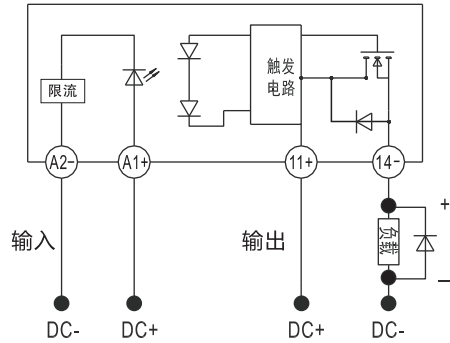 触发
电路
限流
A2- A1+ 11+ 14-
+
负载
输入 输出
−
DC- DC+ DC+ DC-